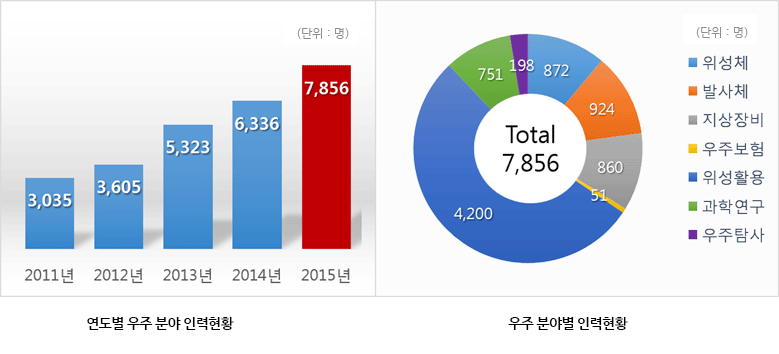 (단위 : 명)
7,856
6,336
5,323
3,605
3,035
2011년 2012년 2013년 2014년 2015년
연도별 우주 분야 인력현황
(단위 : 명)
198
872
751
924
Total
7,856
860
51
4,200
위성체
발사체
지상장비
우주보험
위성활용
과학연구
우주탐사
우주 분야별 인력현황